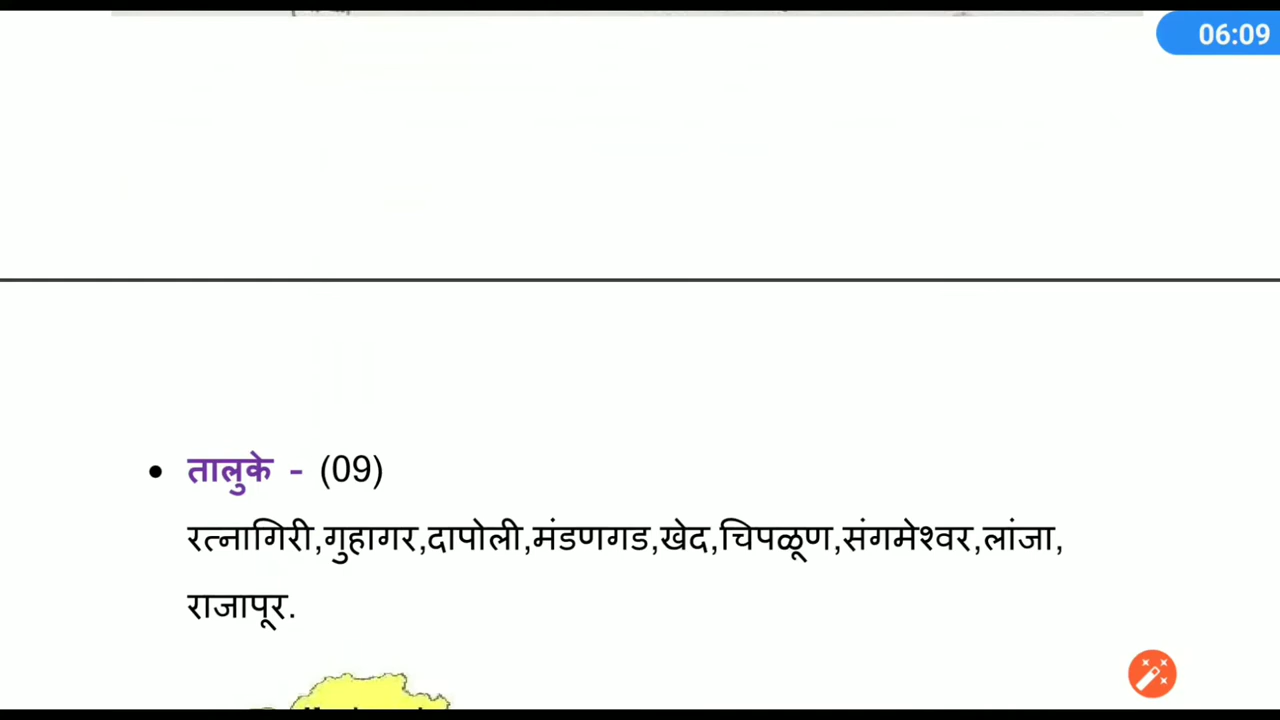 06:09
• तालुके - (09)
रत्नागिरी,गुहागर,दापोली,मंडणगड,खेद,चिपळूण,संगमेश्वर,लांजा,
राजापूर.